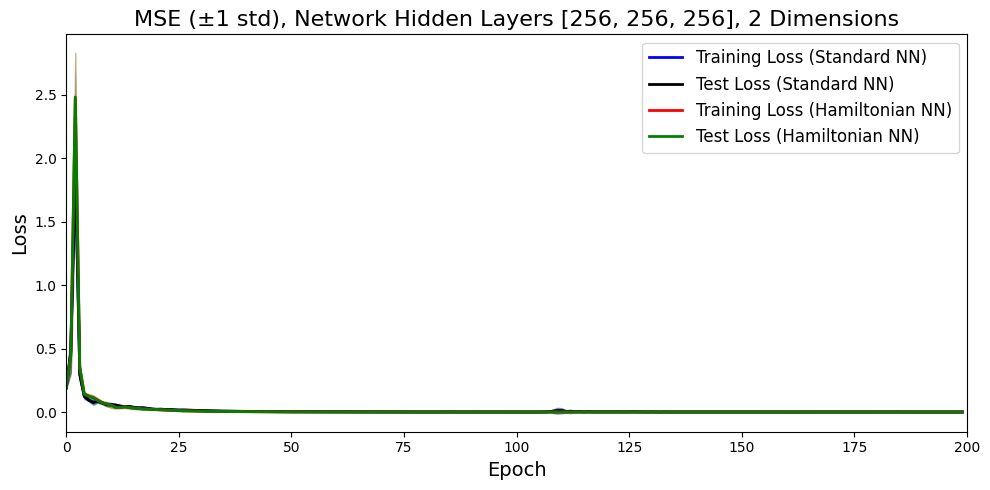 MSE (±1 std), Network Hidden Layers [256, 256, 256], 2 Dimensions
Training Loss (Standard NN)
Test Loss (Standard NN)
Training Loss (Hamiltonian NN)
Test Loss (Hamiltonian NN)
Loss
2.5
2.0
1.5
1.0
0.5
0.0
0 25 50 75 100 125 150 175 200
Epoch